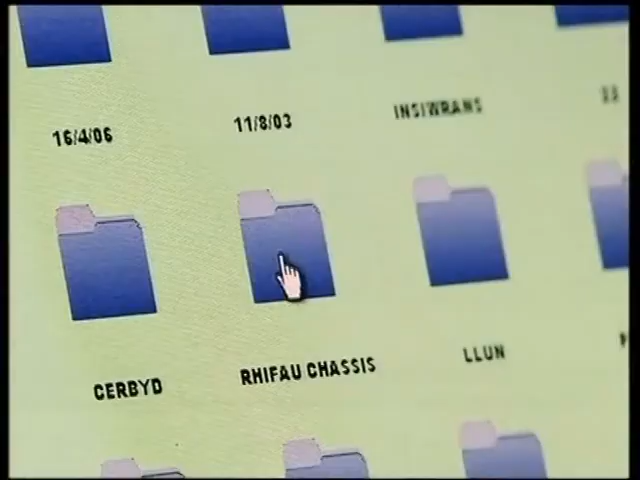 16/4/06
11/8/03
INSIWRANS
CERBYD
RHIFAU CHASSIS
LLUN